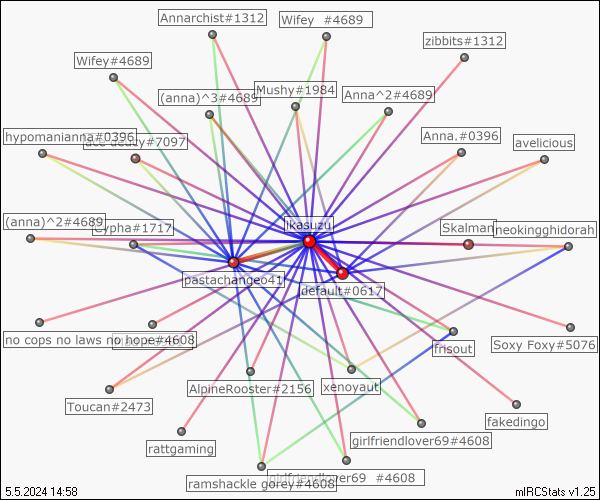 Annarchist#1312
Wifey #4689
zibbits#1312
Wifey#4689
Mushy#1984
(anna)^3#4689
Anna^2#4689
hypomanianna#0396
#7097
Anna.#0396
avelicious
(anna)^2#4689
Cypha#1717
ikasuzu
Skalman
neokingghidorah
pastachangeo41
default#0617
no cops no laws no hope#4608
frisout
Soxy Foxy#5076
AlpineRooster#2156
xenoyaut
Toucan#2473
fakedingo
rattgaming
girlfriendlover69#4608
ramshackle gorey#4608
girlfriendlover69 #4608
5.5.2024 14:58
mIRCStats v1.25